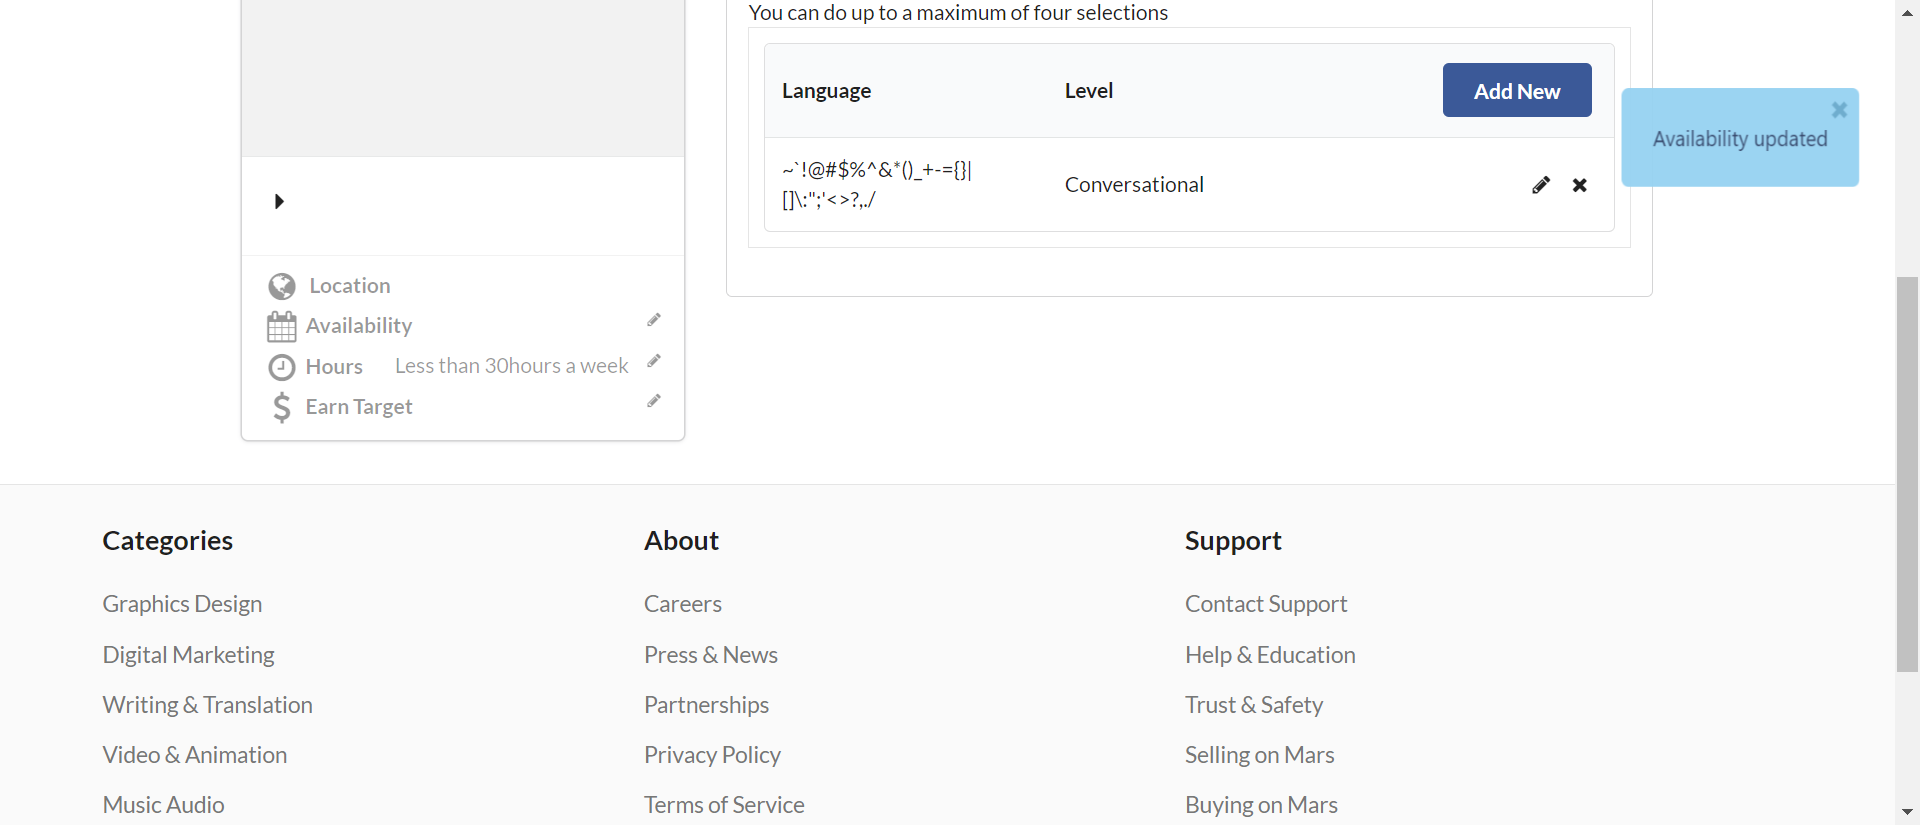 You can do up to a maximum of four selections
Language Level Add New
~`!@#$%^&*()_+-={}|
[]\:";'<>?,./
Conversational
Availability updated
Location
Availability
Hours Less than 30hours a week
Earn Target
Categories
Graphics Design
Digital Marketing
Writing & Translation
Video & Animation
Music Audio
About
Careers
Press & News
Partnerships
Privacy Policy
Terms of Service
Support
Contact Support
Help & Education
Trust & Safety
Selling on Mars
Buying on Mars